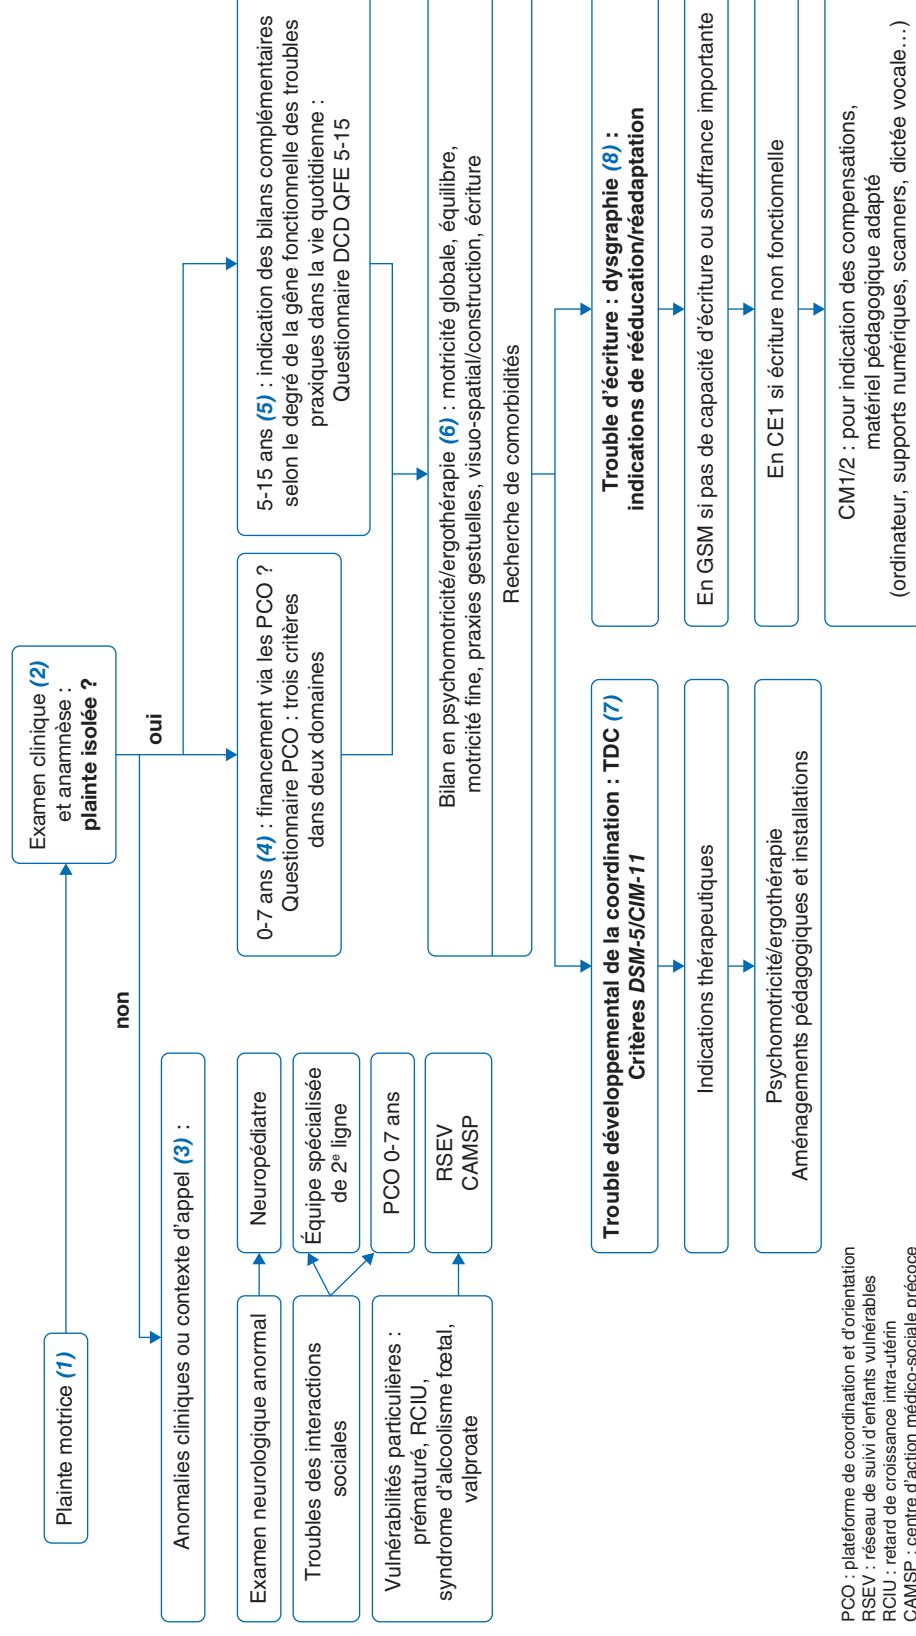 Plainte motrice (1)
Examen clinique (2)
et anamnèse :
plainte isolée ?
non
oui
Anomalies cliniques ou contexte d'appel (3) :
Examen neurologique anormal
Neuropédiatre
Troubles des interactions
sociales
Équipe spécialisée
de 2e ligne
PCO 0-7 ans
Vulnérabilités particulières :
prématuré, RCIU,
syndrome d'alcoolisme fœtal,
valproate
RSEV
CAMSP
0-7 ans (4) : financement via les PCO ?
Questionnaire PCO : trois critères
dans deux domaines
5-15 ans (5) : indication des bilans complémentaires
selon le degré de la gêne fonctionnelle des troubles
praxiques dans la vie quotidienne :
Questionnaire DCD QFE 5-15
Bilan en psychomotricité/ergothérapie (6) : motricité globale, équilibre,
motricité fine, praxies gestuelles, visuo-spatial/construction, écriture
Recherche de comorbidités
Trouble développemental de la coordination : TDC (7)
Critères DSM-5/CIM-11
Indications thérapeutiques
Psychomotricité/ergothérapie
Aménagements pédagogiques et installations
Trouble d'écriture : dysgraphie (8) :
indications de rééducation/réadaptation
En GSM si pas de capacité d'écriture ou souffrance importante
En CE1 si écriture non fonctionnelle
CM1/2 : pour indication des compensations,
matériel pédagogique adapté
(ordinateur, supports numériques, scanners, dictée vocale…)
PCO : plateforme de coordination et d'orientation
RSEV : réseau de suivi d'enfants vulnérables
RCIU : retard de croissance intra-utérin
CAMSP : centre d'action médico-sociale précoce